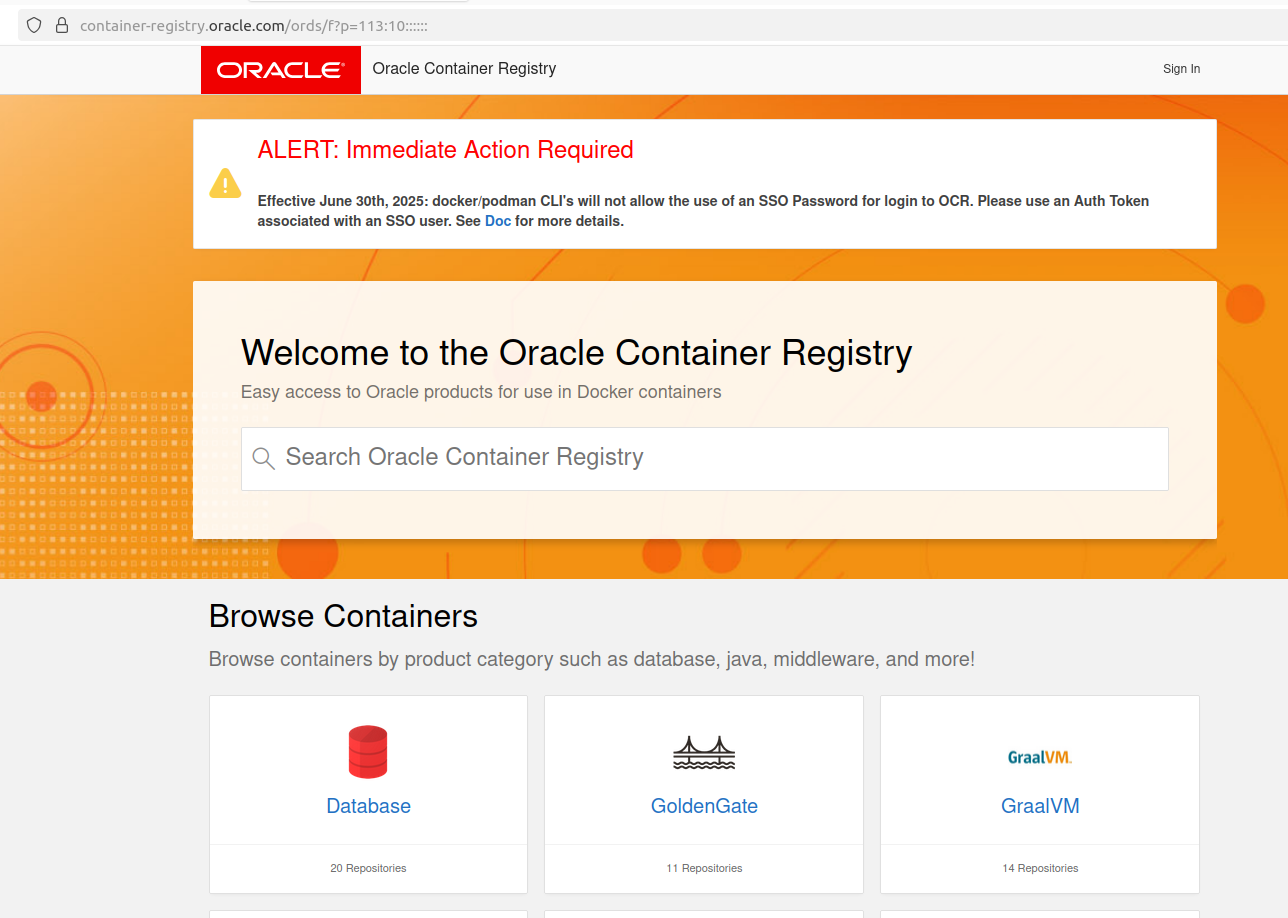 container-registry.oracle.com/ords/f?p=113:10::::::
ORACLE® Oracle Container Registry Sign In
ALERT: Immediate Action Required
Effective June 30th, 2025: docker/podman CLI's will not allow the use of an SSO Password for login to OCR. Please use an Auth Token
associated with an SSO user. See Doc for more details.
Welcome to the Oracle Container Registry
Easy access to Oracle products for use in Docker containers
Search Oracle Container Registry
Browse Containers
Browse containers by product category such as database, java, middleware, and more!
GraalVM.
Database GoldenGate GraalVM
20 Repositories 11 Repositories 14 Repositories